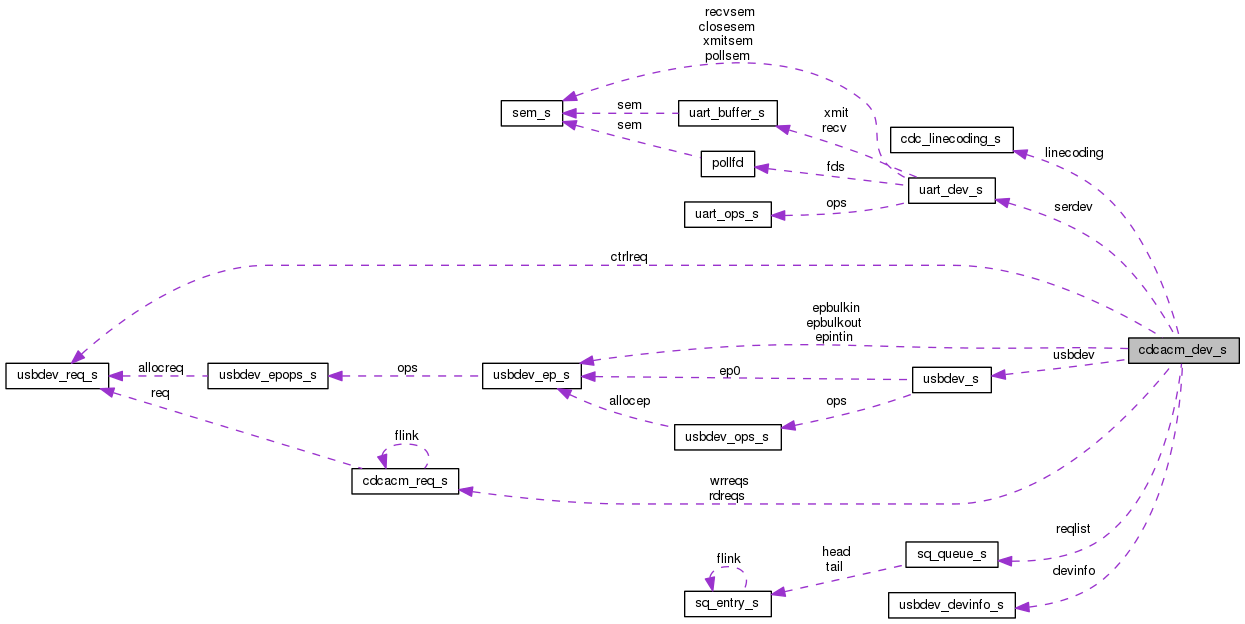 recvsem
closesem
xmitsem
pollsem
sem_s
sem
uart_buffer_s
xmit
recv
cdc_linecoding_s
linecoding
sem
pollfd
fds
uart_dev_s
serdev
uart_ops_s
ops
ctrlreq
epbulkin
epbulkout
epintin
cdcacm_dev_s
usbdev
usbdev_req_s
allocreq
usbdev_epops_s
ops
usbdev_ep_s
ep0
usbdev_s
req
allocep
ops
flink
usbdev_ops_s
cdcacm_req_s
wrreqs
rdreqs
reqlist
flink
head
tail
sq_queue_s
devinfo
sq_entry_s
usbdev_devinfo_s